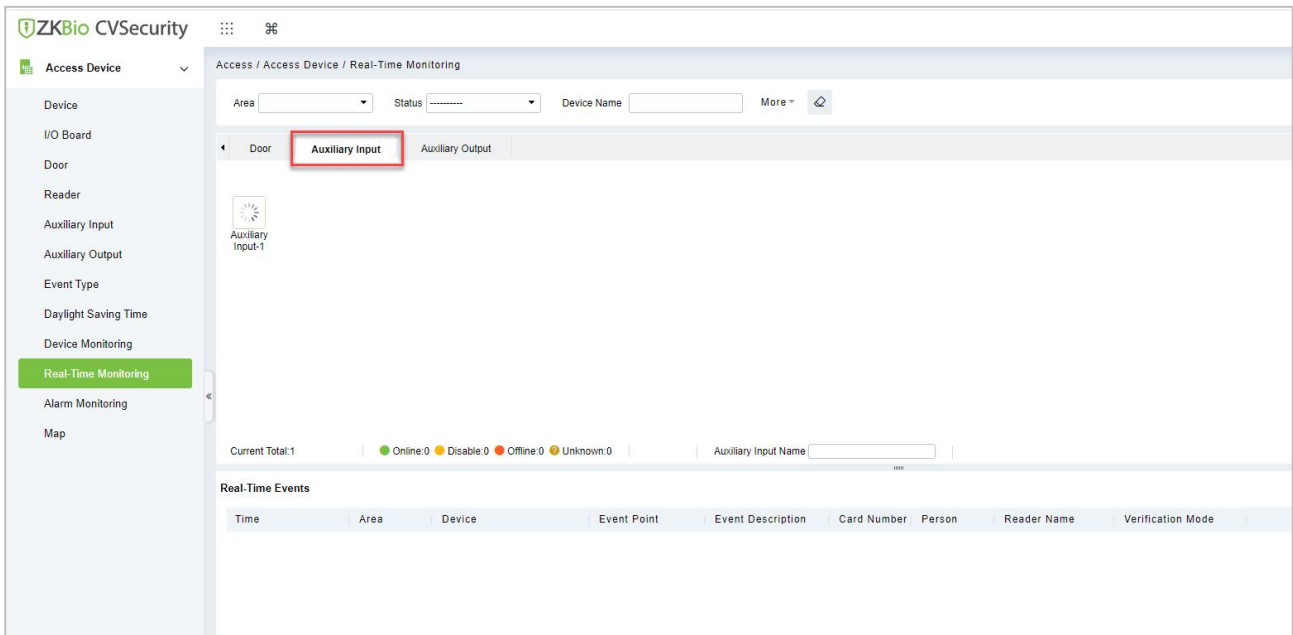 ZKBio CVSecurity
Access Device
Access / Access Device / Real-Time Monitoring
Device
I/O Board
Door
Reader
Auxiliary Input
Auxiliary Output
Event Type
Daylight Saving Time
Device Monitoring
Real-Time Monitoring
Alarm Monitoring
Map
Area Status ---------- Device Name More
Door Auxiliary Input Auxiliary Output
Auxiliary
Input-1
Current Total:1 Online:0 Disable:0 Offline:0 Unknown:0 Auxiliary Input Name
Real-Time Events
Time Area Device Event Point Event Description Card Number Person Reader Name Verification Mode